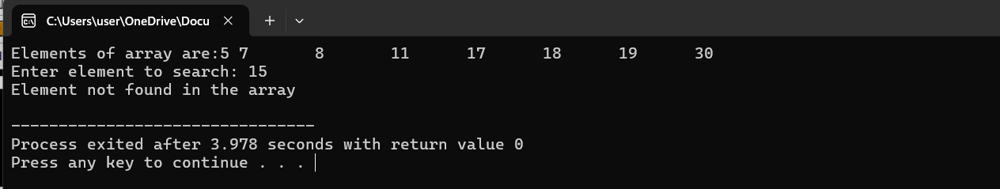 C:\Users\user\OneDrive\Docu
Elements of array are:5 7 8 11 17 18 19 30
Enter element to search: 15
Element not found in the array
--------------------------------
Process exited after 3.978 seconds with return value 0
Press any key to continue . . .